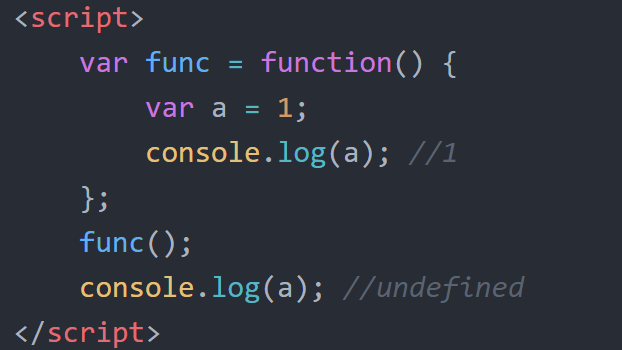 <script>
var func = function() {
var a = 1;
console.log(a); //1
};
func();
console.log(a); //undefined
</script>